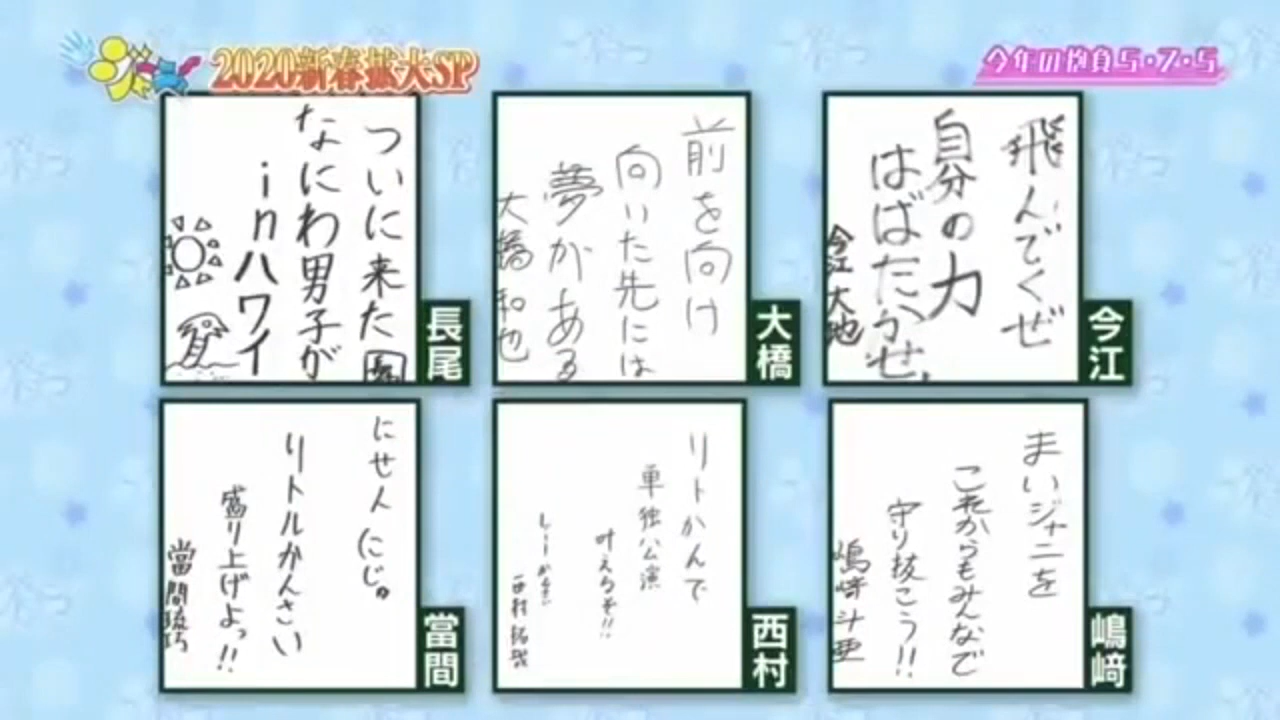 2020新春拡大SP
今年の抱負5・7・5
ついに来た
なにわ男子が
inハワイ
長尾
前を向け
向いた先には
夢がある
大橋和也
大橋
飛んでくぜ
自分の力
はばたかせ
今江大地
今江
にせんにじゅう
リトルかんさい
盛り上げよっ!!
當間
リトかんで
単独公演
叶えるぞ!!
西村拓哉
西村
まいジャニを
これからもみんなで
守り抜こう!!
嶋﨑斗亜
嶋﨑